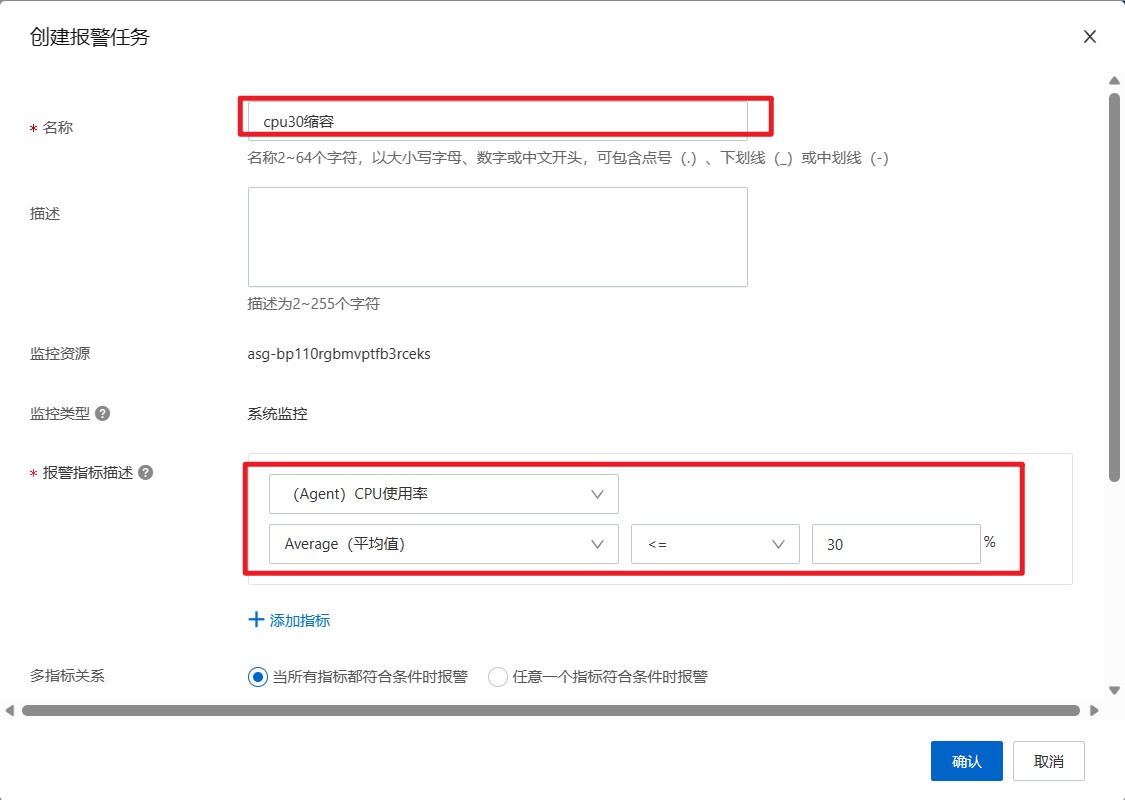 创建报警任务
* 名称
cpu30缩容
名称2~64个字符，以大小写字母、数字或中文开头，可包含点号（.）、下划线（_）或中划线（-）
描述
描述为2~255个字符
监控资源
asg-bp110rgbmvptfb3rceks
监控类型 ?
系统监控
* 报警指标描述 ?
（Agent）CPU使用率
Average（平均值） <= 30 %
添加指标
多指标关系
当所有指标都符合条件时报警 任意一个指标符合条件时报警
确认 取消